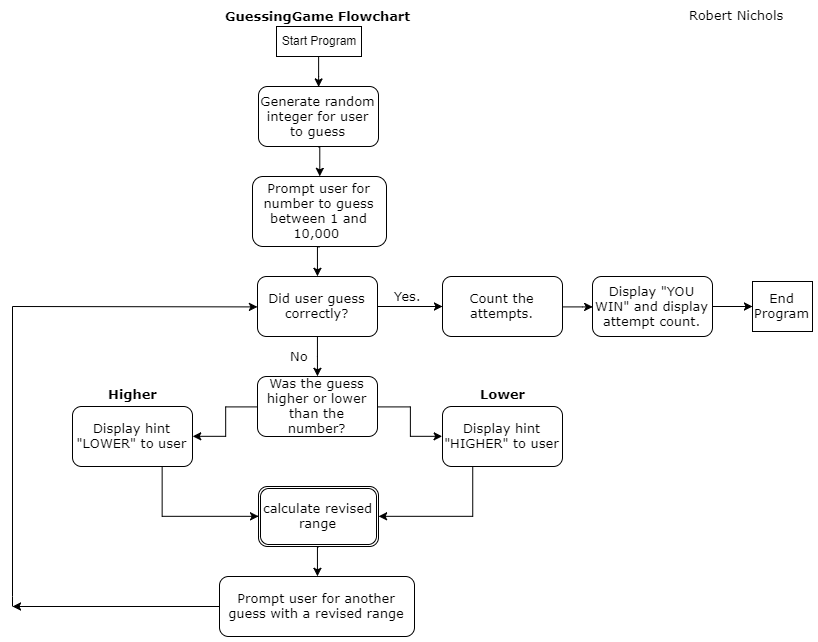 GuessingGame Flowchart
Robert Nichols
Start Program
Generate random
integer for user
to guess
Prompt user for
number to guess
between 1 and
10,000
Did user guess
correctly?
Yes.
Count the
attempts.
Display "YOU
WIN" and display
attempt count.
End
Program
No
Was the guess
higher or lower
than the
number?
Higher
Display hint
"LOWER" to user
Lower
Display hint
"HIGHER" to user
calculate revised
range
Prompt user for another
guess with a revised range